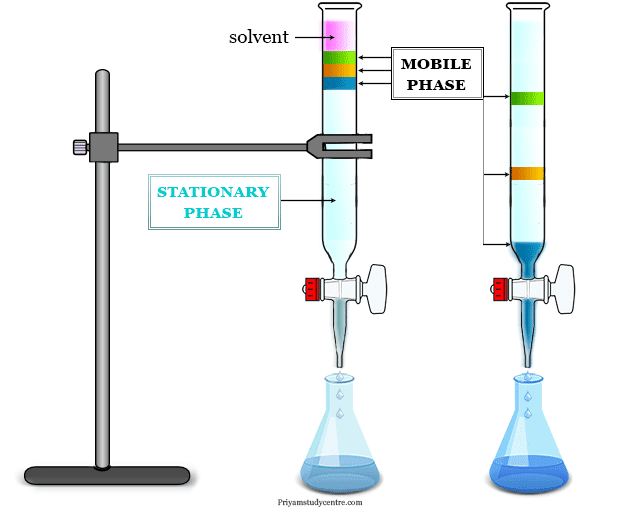 solvent
MOBILE
PHASE
STATIONARY
PHASE
Priyamstudycentre.com